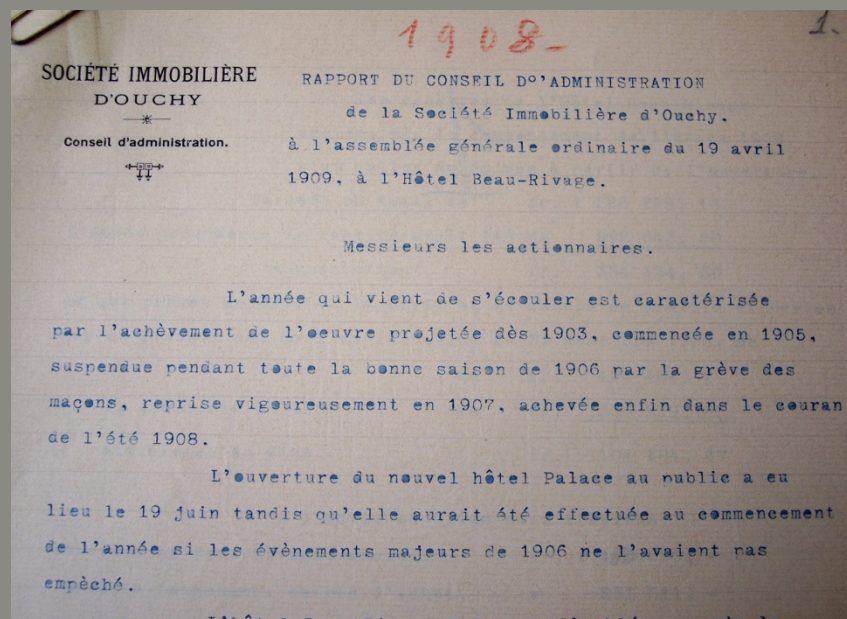 1908-
1.
SOCIÉTÉ IMMOBILIÈRE
D'OUCHY
Conseil d'administration.
RAPPORT DU CONSEIL D°'ADMINISTRATION
de la Société Immobilière d'Ouchy.
à l'assemblée générale ordinaire du 19 avril
1909, à l'Hôtel Beau-Rivage.
Messieurs les actionnaires.
L'année qui vient de s'écouler est caractérisée
par l'achèvement de l'oeuvre projetée dès 1903, commencée en 1905,
suspendue pendant toute la bonne saison de 1906 par la grève des
maçons, reprise vigoureusement en 1907, achevée enfin dans le couran
de l'été 1908.
L'ouverture du nouvel hôtel Palace au public a eu
lieu le 19 juin tandis qu'elle aurait été effectuée au commencement
de l'année si les évènements majeurs de 1906 ne l'avaient pas
empèché.